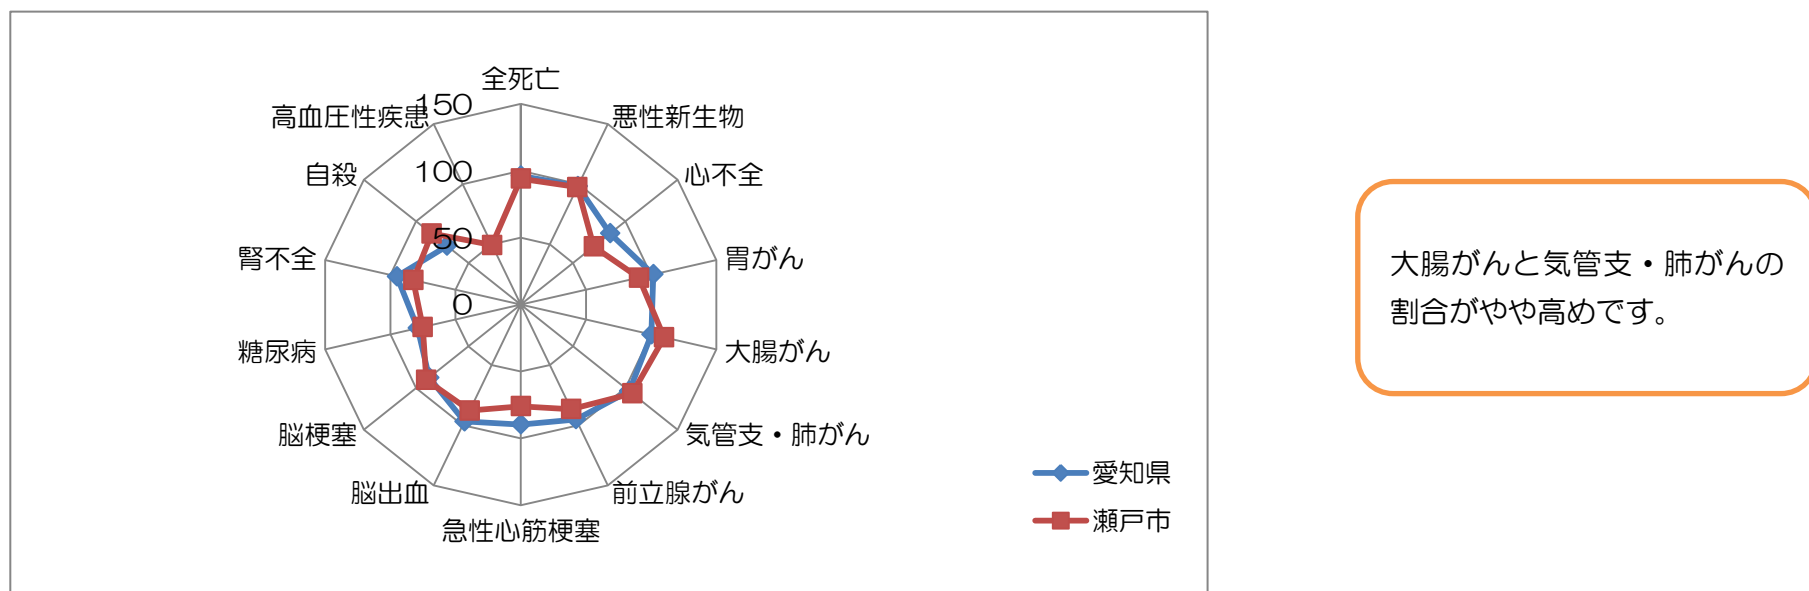 全死亡
悪性新生物
心不全
胃がん
大腸がん
気管支・肺がん
前立腺がん
急性心筋梗塞
脳出血
脳梗塞
糖尿病
腎不全
自殺
高血圧性疾患
150
100
50
0
愛知県
瀬戸市
大腸がんと気管支・肺がんの
割合がやや高めです。